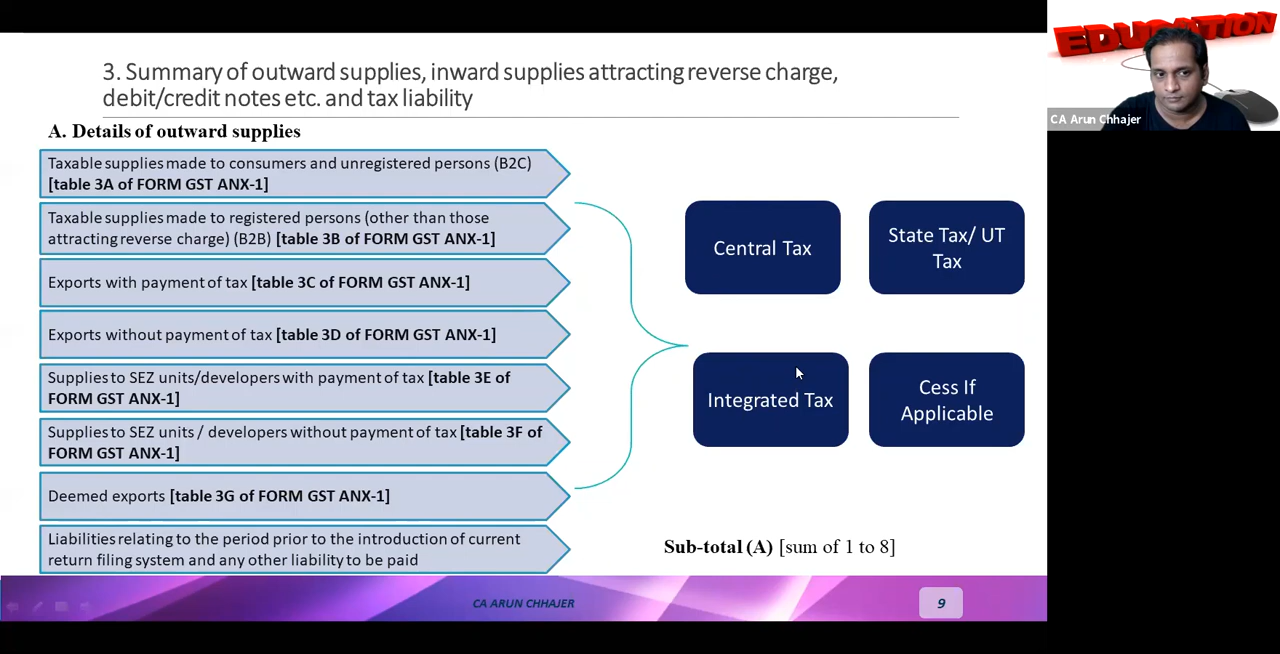 EDUCATION
CA Arun Chhajer
3. Summary of outward supplies, inward supplies attracting reverse charge,
debit/credit notes etc. and tax liability
A. Details of outward supplies
Taxable supplies made to consumers and unregistered persons (B2C)
[table 3A of FORM GST ANX-1]
Taxable supplies made to registered persons (other than those
attracting reverse charge) (B2B) [table 3B of FORM GST ANX-1]
Exports with payment of tax [table 3C of FORM GST ANX-1]
Exports without payment of tax [table 3D of FORM GST ANX-1]
Supplies to SEZ units/developers with payment of tax [table 3E of
FORM GST ANX-1]
Supplies to SEZ units / developers without payment of tax [table 3F of
FORM GST ANX-1]
Deemed exports [table 3G of FORM GST ANX-1]
Liabilities relating to the period prior to the introduction of current
return filing system and any other liability to be paid
Central Tax
State Tax/ UT
Tax
Integrated Tax
Cess If
Applicable
Sub-total (A) [sum of 1 to 8]
CA ARUN CHHAJER
9